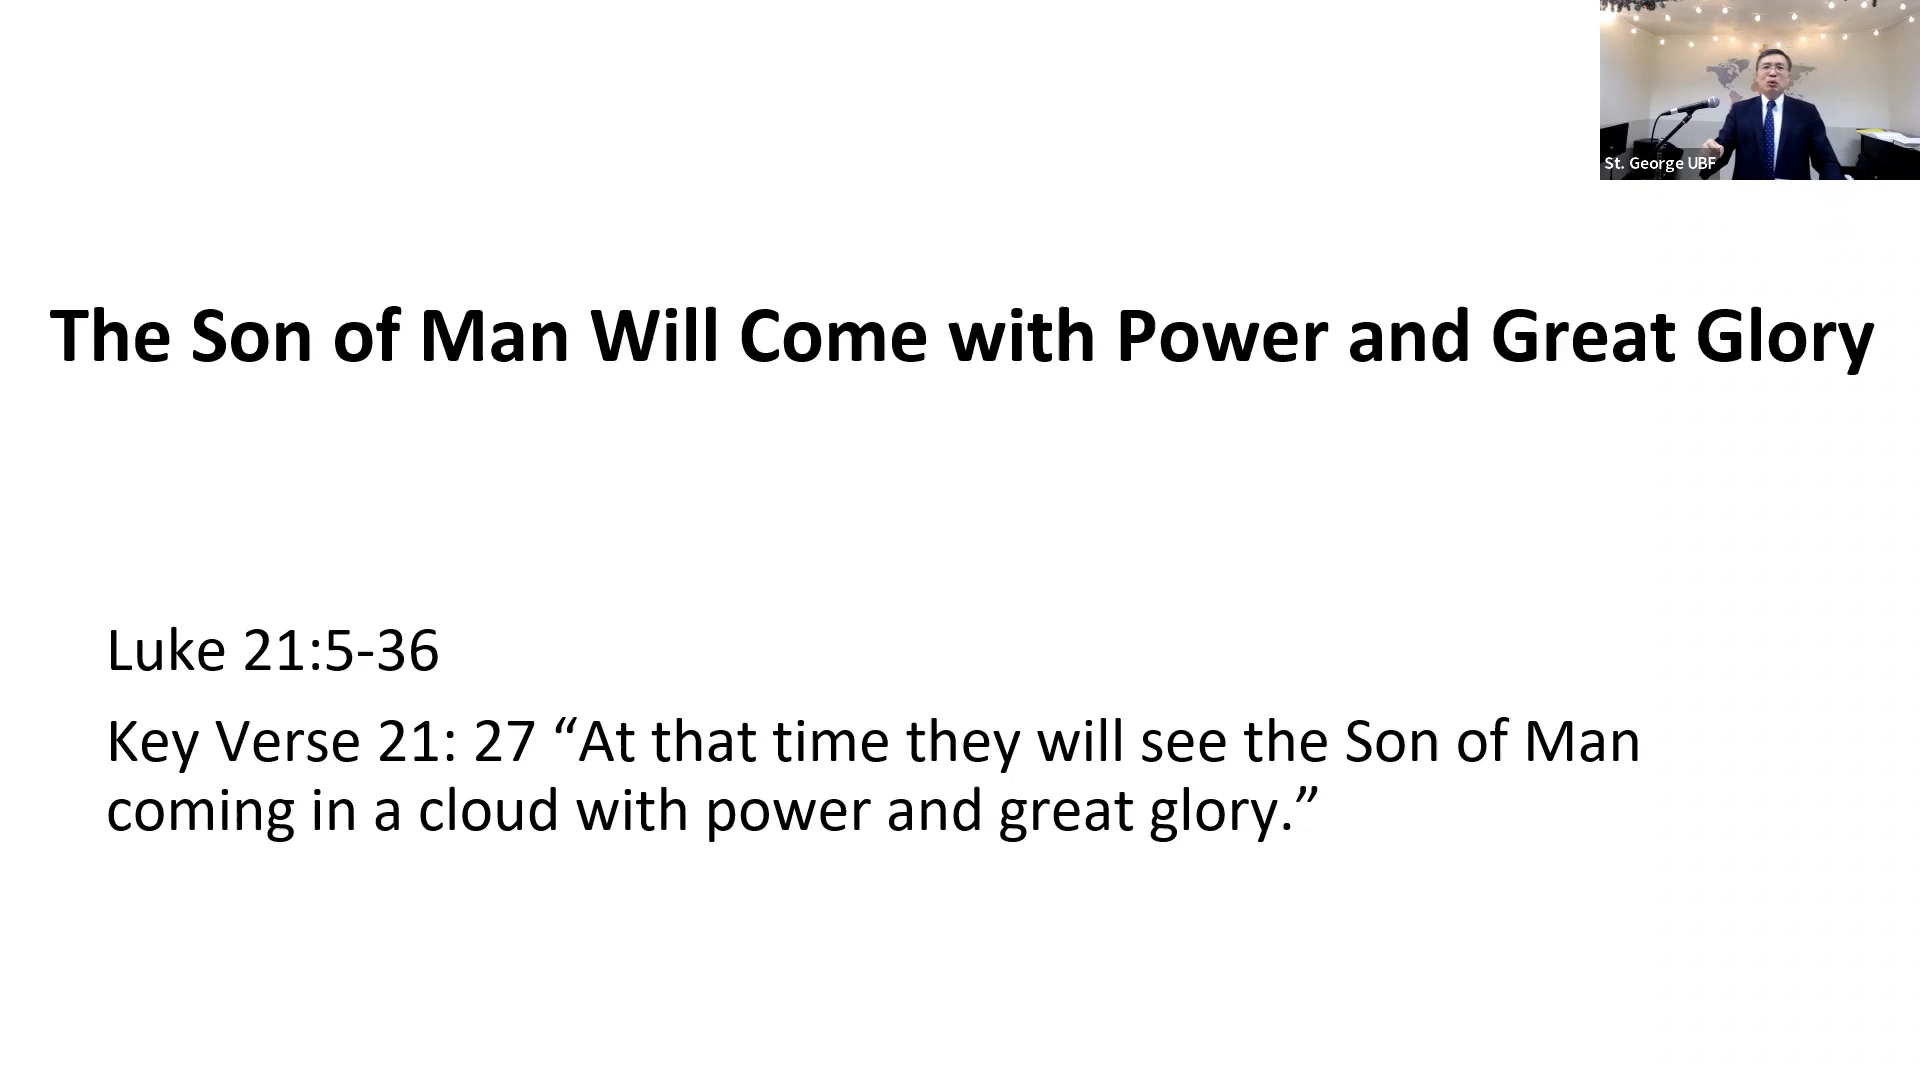 St. George UBF
The Son of Man Will Come with Power and Great Glory
Luke 21:5-36
Key Verse 21: 27 “At that time they will see the Son of Man
coming in a cloud with power and great glory.”